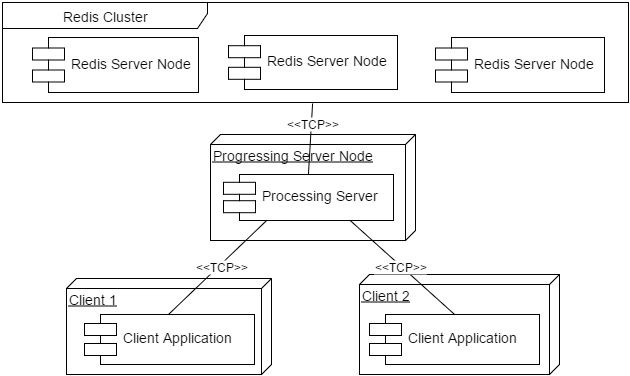 Redis Cluster
Redis Server Node
Redis Server Node
Redis Server Node
<<TCP>>
Progressing Server Node
Processing Server
<<TCP>>
<<TCP>>
Client 1
Client 2
Client Application
Client Application